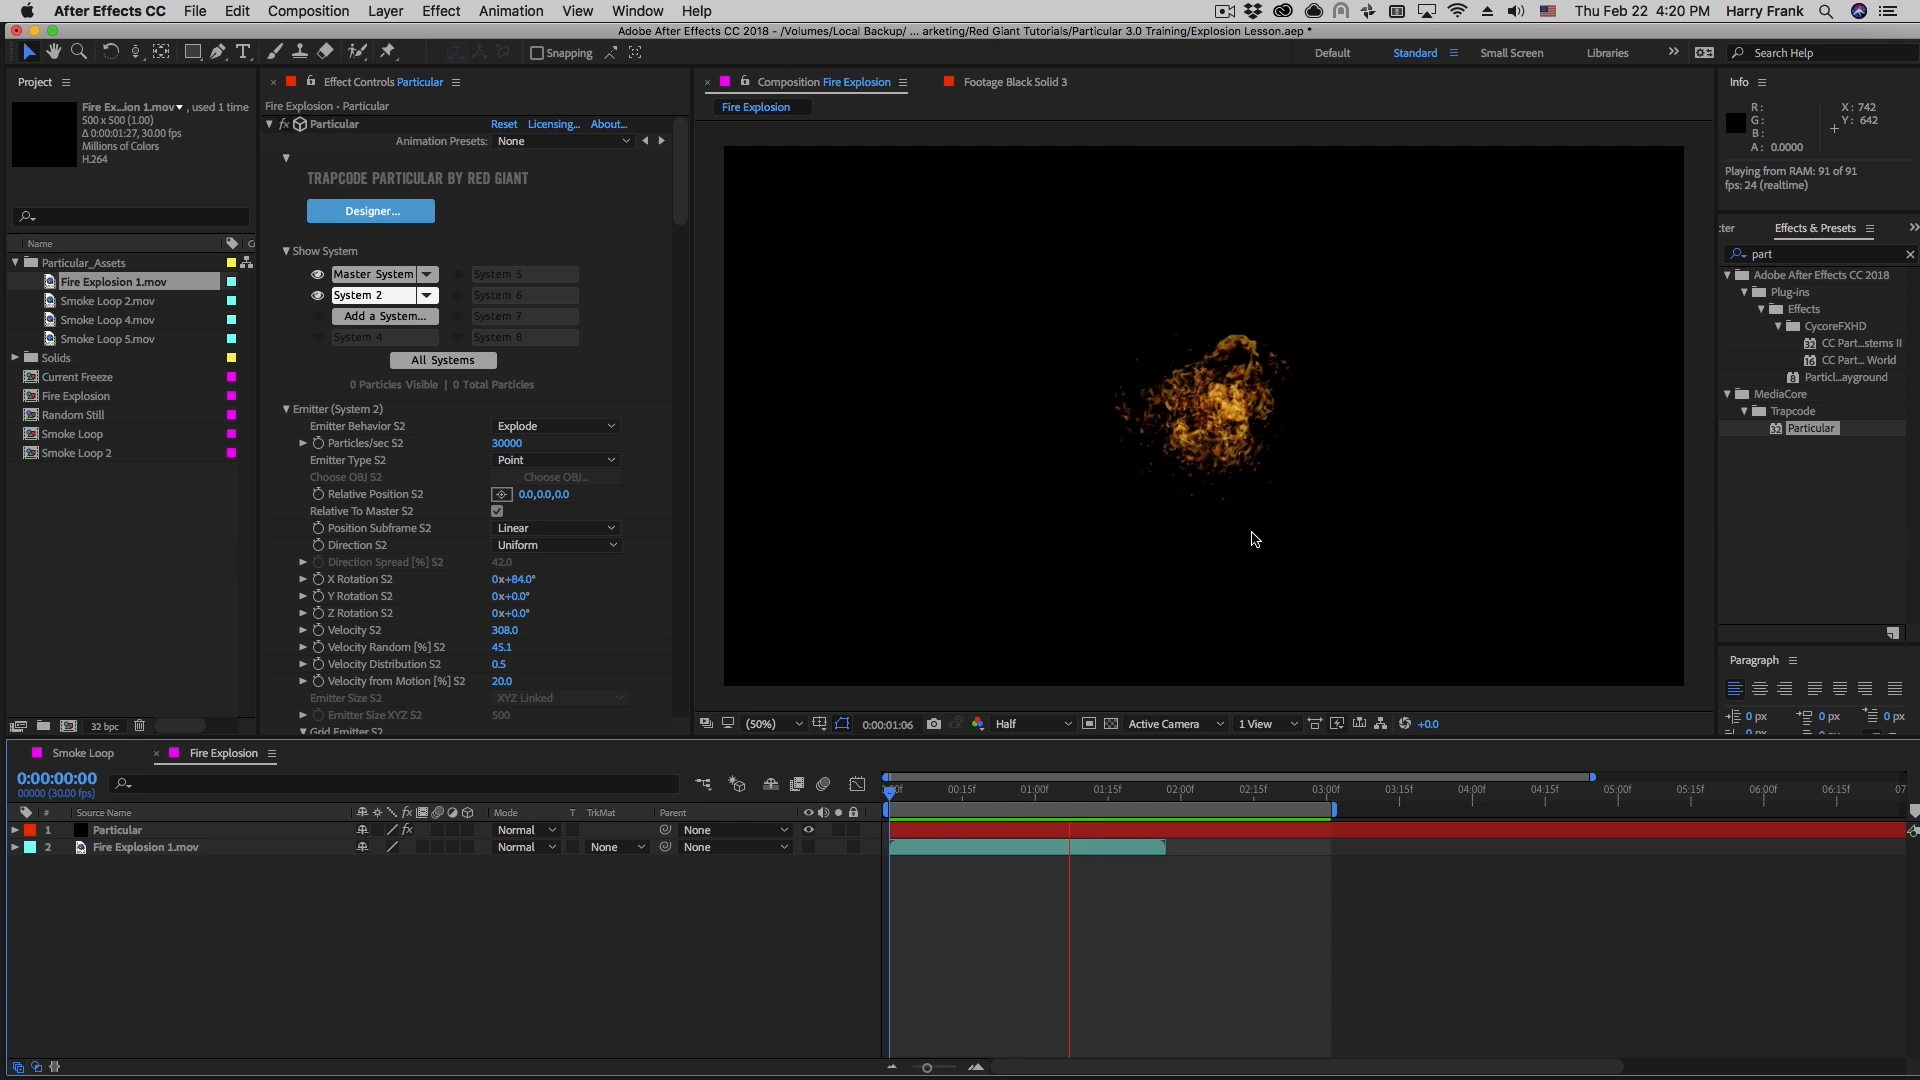 After Effects CC File Edit Composition Layer Effect Animation View Window Help Thu Feb 22 4:20 PM Harry Frank
Adobe After Effects CC 2018 - /Volumes/Local Backup/ ... arketing/Red Giant Tutorials/Particular 3.0 Training/Explosion Lesson.aep *
Snapping Default Standard Small Screen Libraries Search Help
Project
Fire Ex...ion 1.mov , used 1 time
500 x 500 (1.00)
Δ 0:00:01:27, 30.00 fps
Millions of Colors
H.264
Name
Particular_Assets
Fire Explosion 1.mov
Smoke Loop 2.mov
Smoke Loop 4.mov
Smoke Loop 5.mov
Solids
Current Freeze
Fire Explosion
Random Still
Smoke Loop
Smoke Loop 2
32 bpc
Effect Controls Particular
Fire Explosion • Particular
fx Particular Reset Licensing... About...
Animation Presets: None
TRAPCODE PARTICULAR BY RED GIANT
Designer...
Show System
Master System System 5
System 2 System 6
Add a System... System 7
System 4 System 8
All Systems
0 Particles Visible | 0 Total Particles
Emitter (System 2)
Emitter Behavior S2 Explode
Particles/sec S2 30000
Emitter Type S2 Point
Choose OBJ S2 Choose OBJ...
Relative Position S2 0.0,0.0,0.0
Relative To Master S2
Position Subframe S2 Linear
Direction S2 Uniform
Direction Spread [%] S2 42.0
X Rotation S2 0x+84.0°
Y Rotation S2 0x+0.0°
Z Rotation S2 0x+0.0°
Velocity S2 308.0
Velocity Random [%] S2 45.1
Velocity Distribution S2 0.5
Velocity from Motion [%] S2 20.0
Emitter Size S2 XYZ Linked
Emitter Size XYZ S2 500
Grid Emitter S2
Composition Fire Explosion Footage Black Solid 3
Fire Explosion
(50%) 0:00:01:06 Half Active Camera 1 View +0.0
Info
R: X: 742
G: Y: 642
B:
A: 0.0000
Playing from RAM: 91 of 91
fps: 24 (realtime)
cter Effects & Presets
part
Adobe After Effects CC 2018
Plug-ins
Effects
CycoreFXHD
CC Part...stems II
CC Part... World
Particl...ayground
MediaCore
Trapcode
Particular
Paragraph
0 px 0 px 0 px
Smoke Loop Fire Explosion
0:00:00:00
00000 (30.00 fps)
# Source Name Mode T TrkMat Parent
1 Particular Normal None
2 Fire Explosion 1.mov Normal None None
00:15f 01:00f 01:15f 02:00f 02:15f 03:00f 03:15f 04:00f 04:15f 05:00f 05:15f 06:00f 06:15f 07